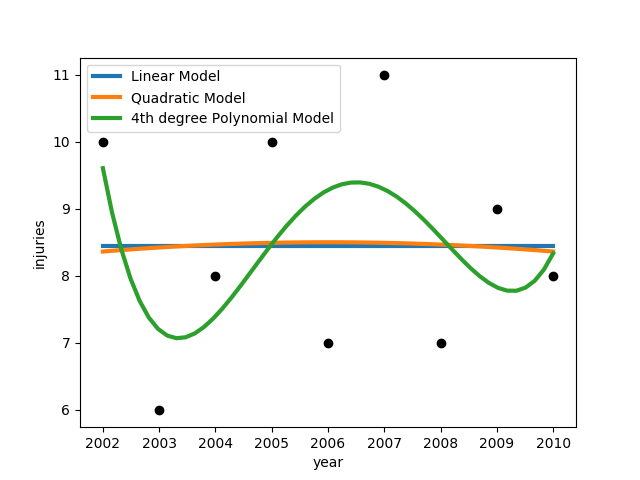 Linear Model
Quadratic Model
4th degree Polynomial Model
injuries
11
10
9
8
7
6
2002 2003 2004 2005 2006 2007 2008 2009 2010
year